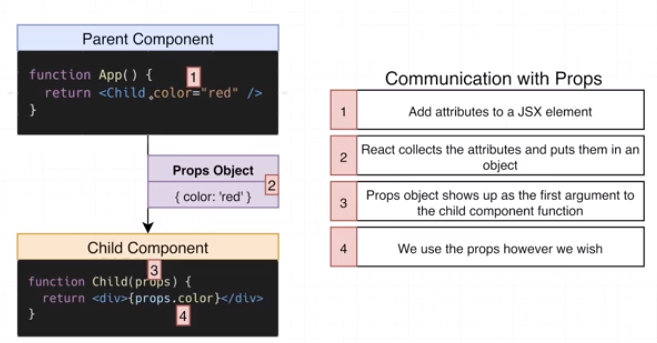 Parent Component
function App() {
1
return <Child color="red" />
}
Props Object
{ color: 'red' }
2
Child Component
3
function Child(props) {
return <div>{props.color}</div>
}
4
Communication with Props
1
Add attributes to a JSX element
2
React collects the attributes and puts them in an
object
3
Props object shows up as the first argument to
the child component function
4
We use the props however we wish